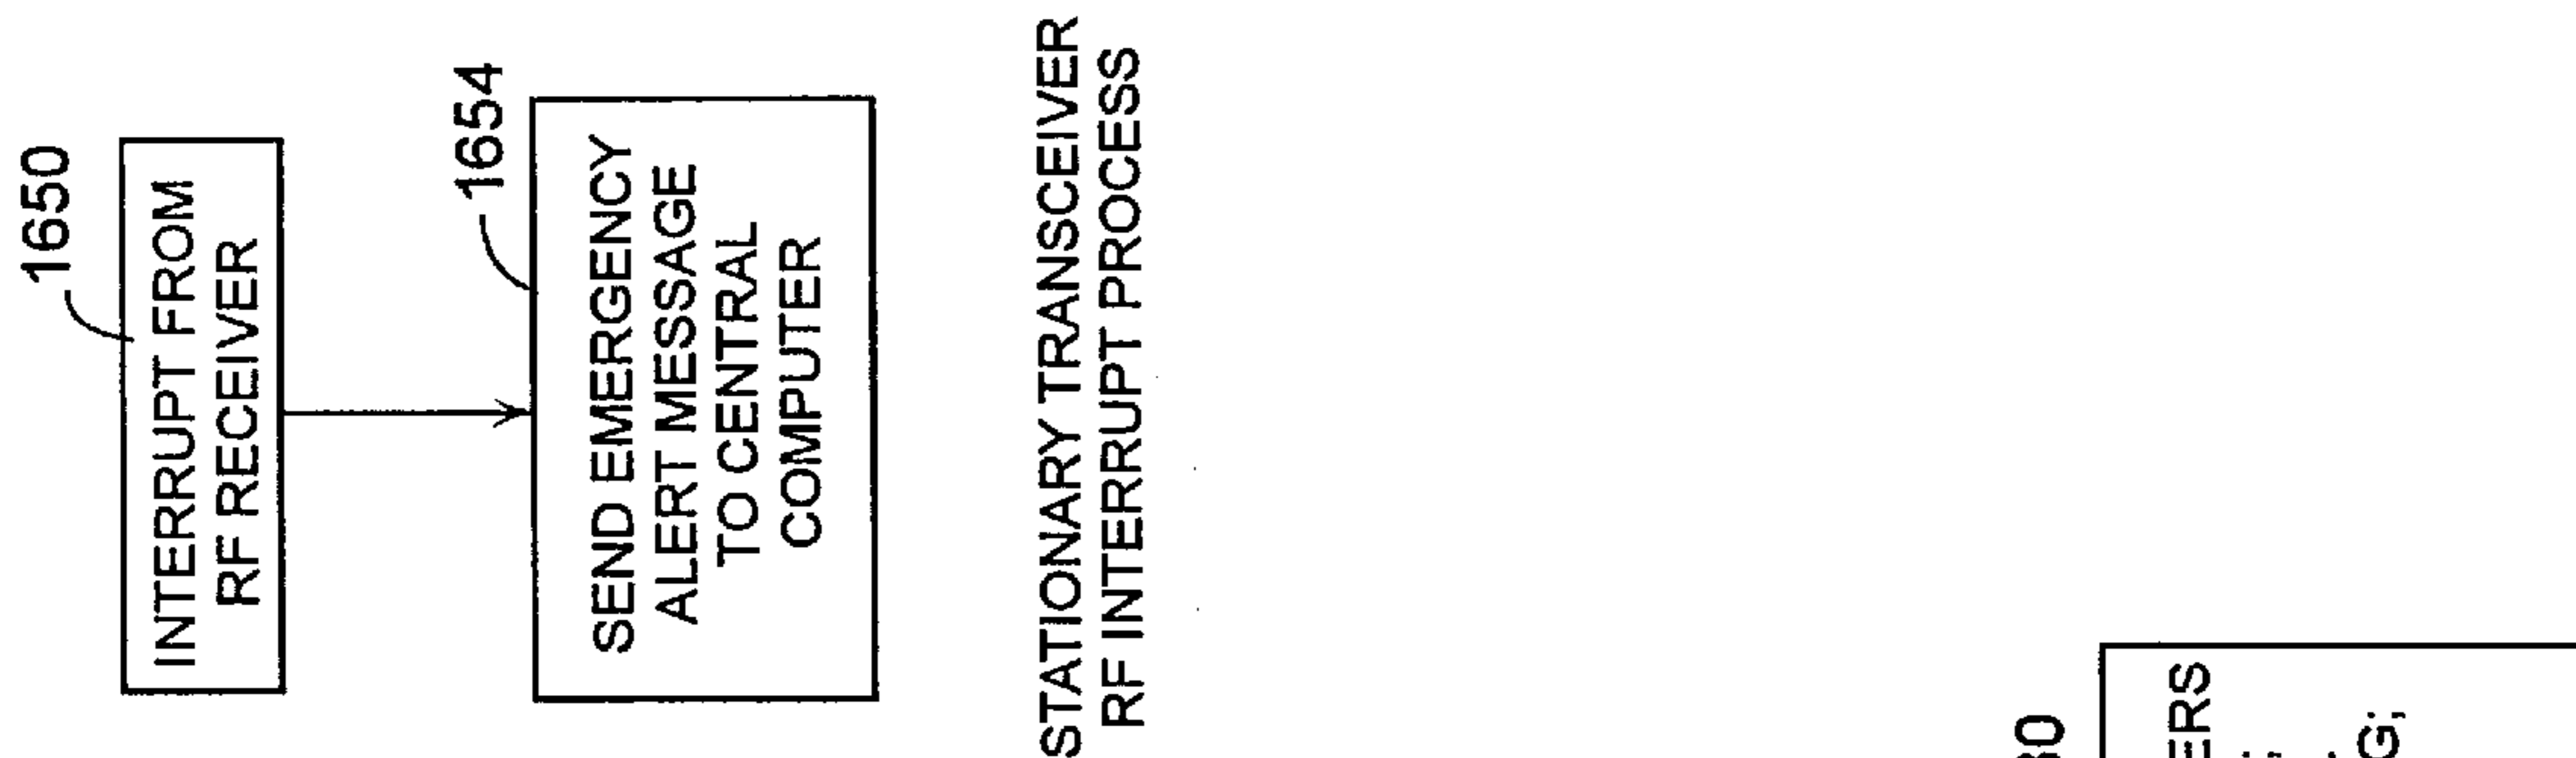 1650
INTERRUPT FROM
RF RECEIVER
1654
SEND EMERGENCY
ALERT MESSAGE
TO CENTRAL
COMPUTER
STATIONARY TRANSCEIVER
RF INTERRUPT PROCESS